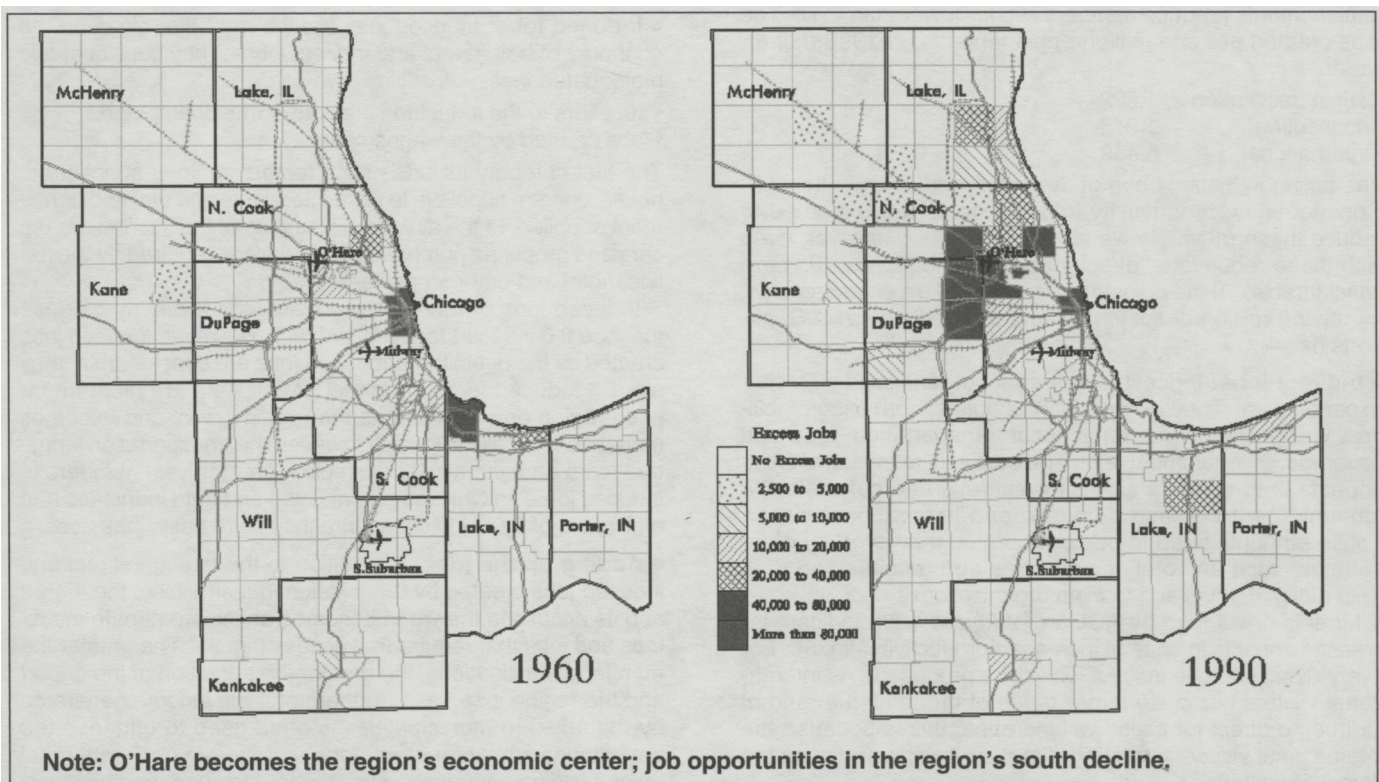 McHenry
Lake, IL
N. Cook
O'Hare
Kane
Chicago
DuPage
Midway
S. Cook
Will
Lake, IN
Porter, IN
S.Suburban
1960
Kankakee
McHenry
Lake, IL
N. Cook
O'Hare
Kane
Chicago
DuPage
Midway
Excess Jobs
No Excess Jobs
2,500 to 5,000
5,000 to 10,000
10,000 to 20,000
20,000 to 40,000
40,000 to 80,000
More than 80,000
S. Cook
Will
Lake, IN
Porter, IN
S.Suburban
1990
Kankakee
Note: O'Hare becomes the region's economic center; job opportunities in the region's south decline.